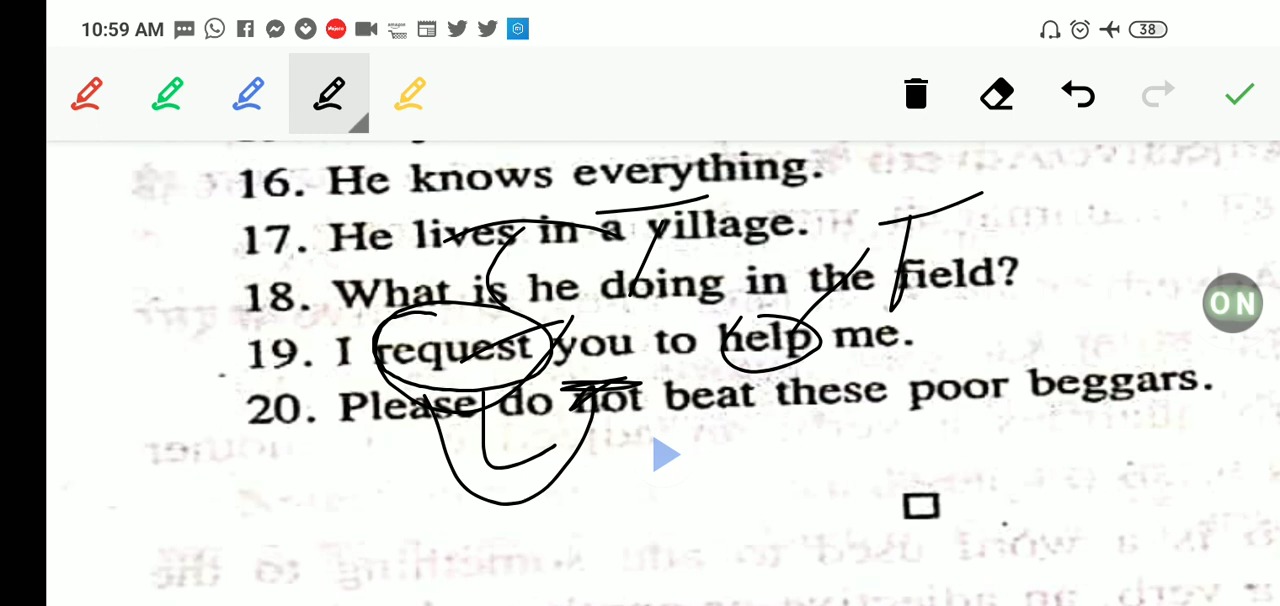 10:59 AM
38
16. He knows everything.
17. He lives in a village.
18. What is he doing in the field?
19. I request you to help me.
20. Please do not beat these poor beggars.
ON
T